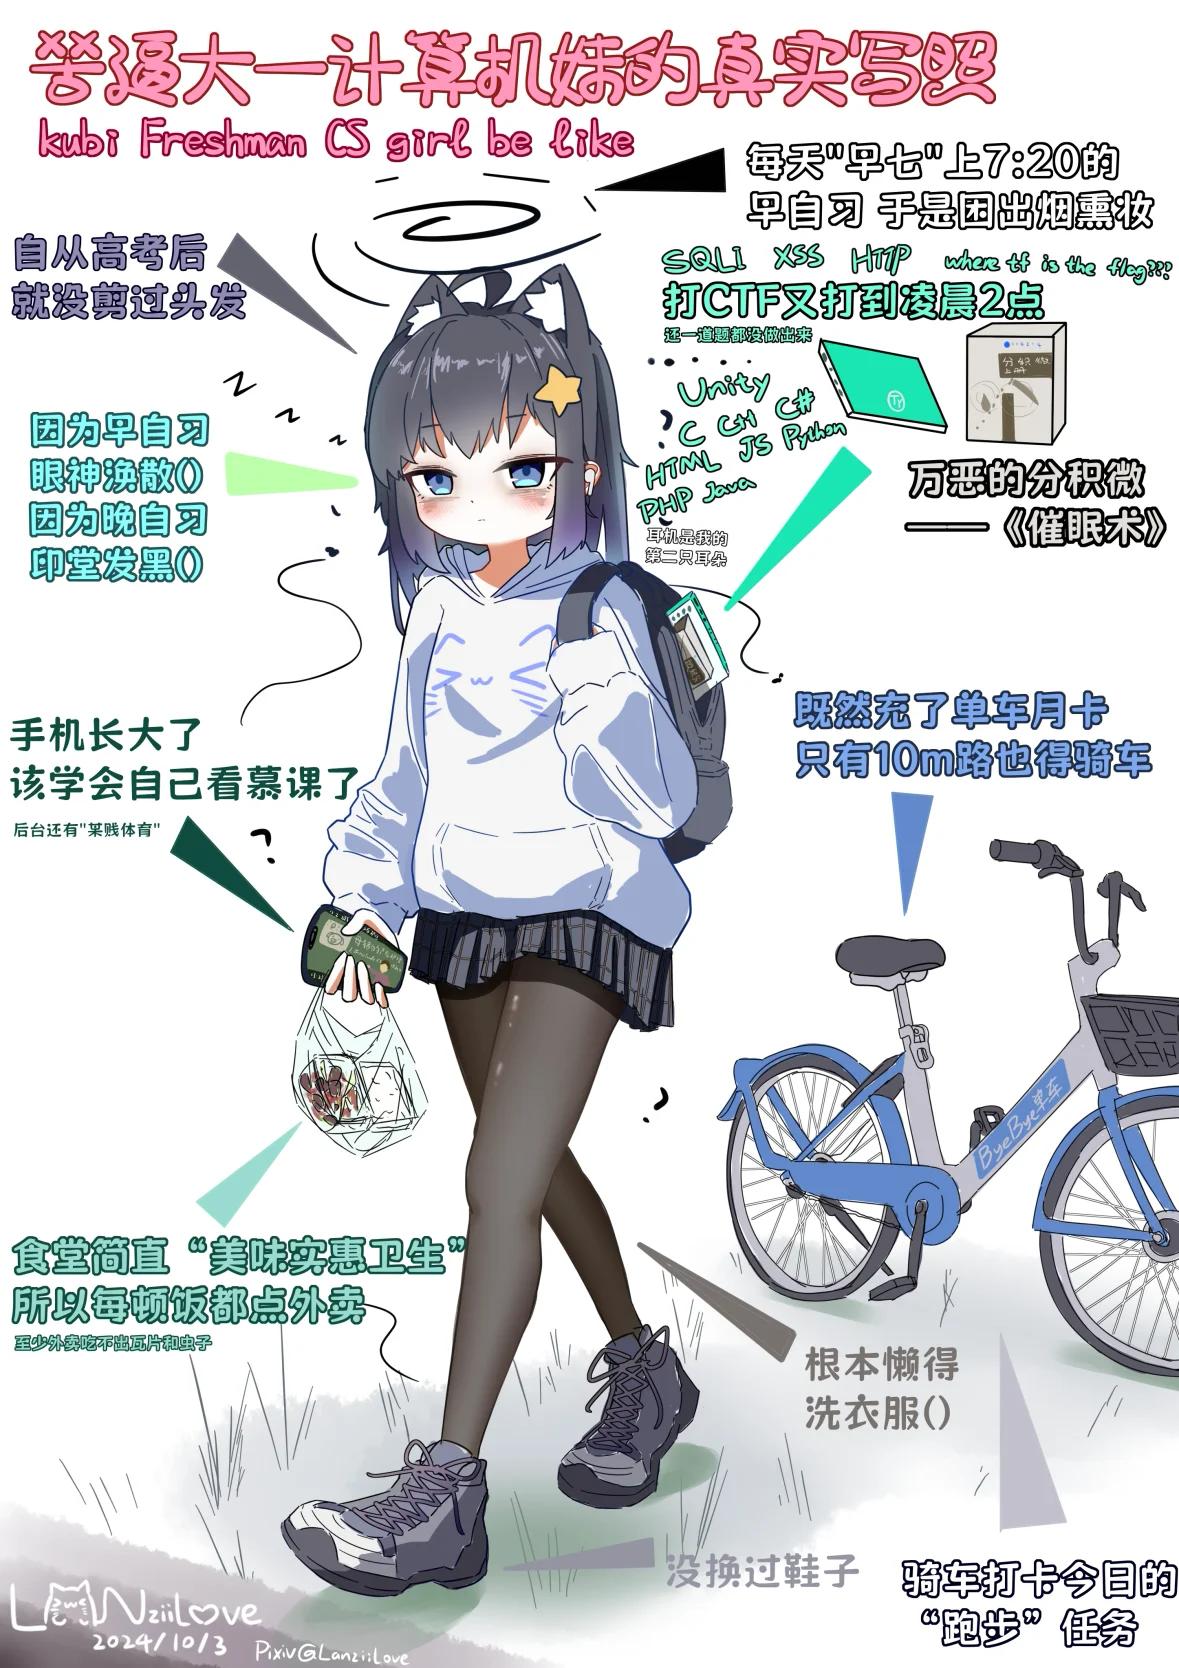 苦逼大一计算机妹的真实写照
kubi Freshman CS girl be like
每天"早七"上7:20的
早自习 于是困出烟熏妆
自从高考后
就没剪过头发
SQLi XSS HTTP where tf is the flag???
打CTF又打到凌晨2点
还一道题都没做出来
Unity
C C++ C#
HTML JS Python
PHP Java
耳机是我的
第二只耳朵
Ty
分积微
上册
万恶的分积微
——《催眠术》
因为早自习
眼神涣散()
因为晚自习
印堂发黑()
手机长大了
该学会自己看慕课了
后台还有"某贱体育"
既然充了单车月卡
只有10m路也得骑车
ByeBye单车
食堂简直“美味实惠卫生”
所以每顿饭都点外卖
至少外卖吃不出瓦片和虫子
根本懒得
洗衣服()
没换过鞋子
骑车打卡今日的
“跑步”任务
LANziiLove
2024/10/3
Pixiv@LanziiLove